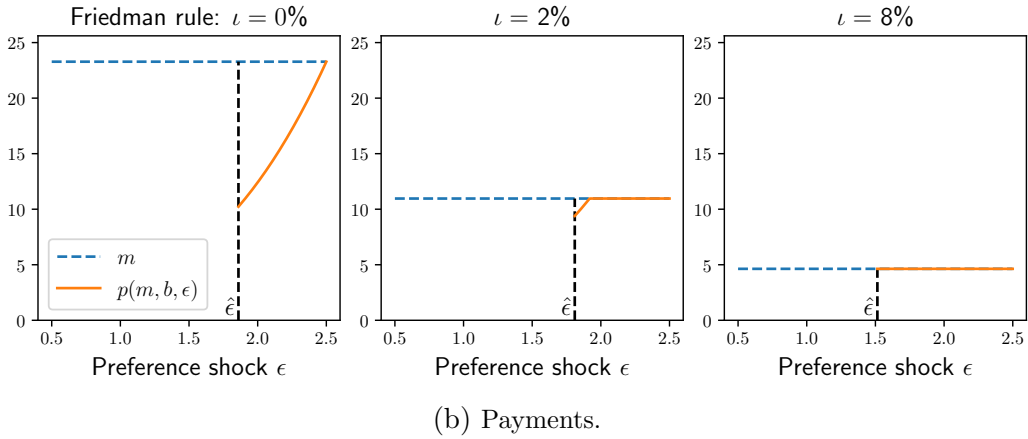 Friedman rule: ι = 0%
25
20
15
10
5
0
m
p(m, b, ϵ)
ϵ̂
0.5 1.0 1.5 2.0 2.5
Preference shock ϵ
ι = 2%
25
20
15
10
5
0
ϵ̂
0.5 1.0 1.5 2.0 2.5
Preference shock ϵ
ι = 8%
25
20
15
10
5
0
ϵ̂
0.5 1.0 1.5 2.0 2.5
Preference shock ϵ
(b) Payments.